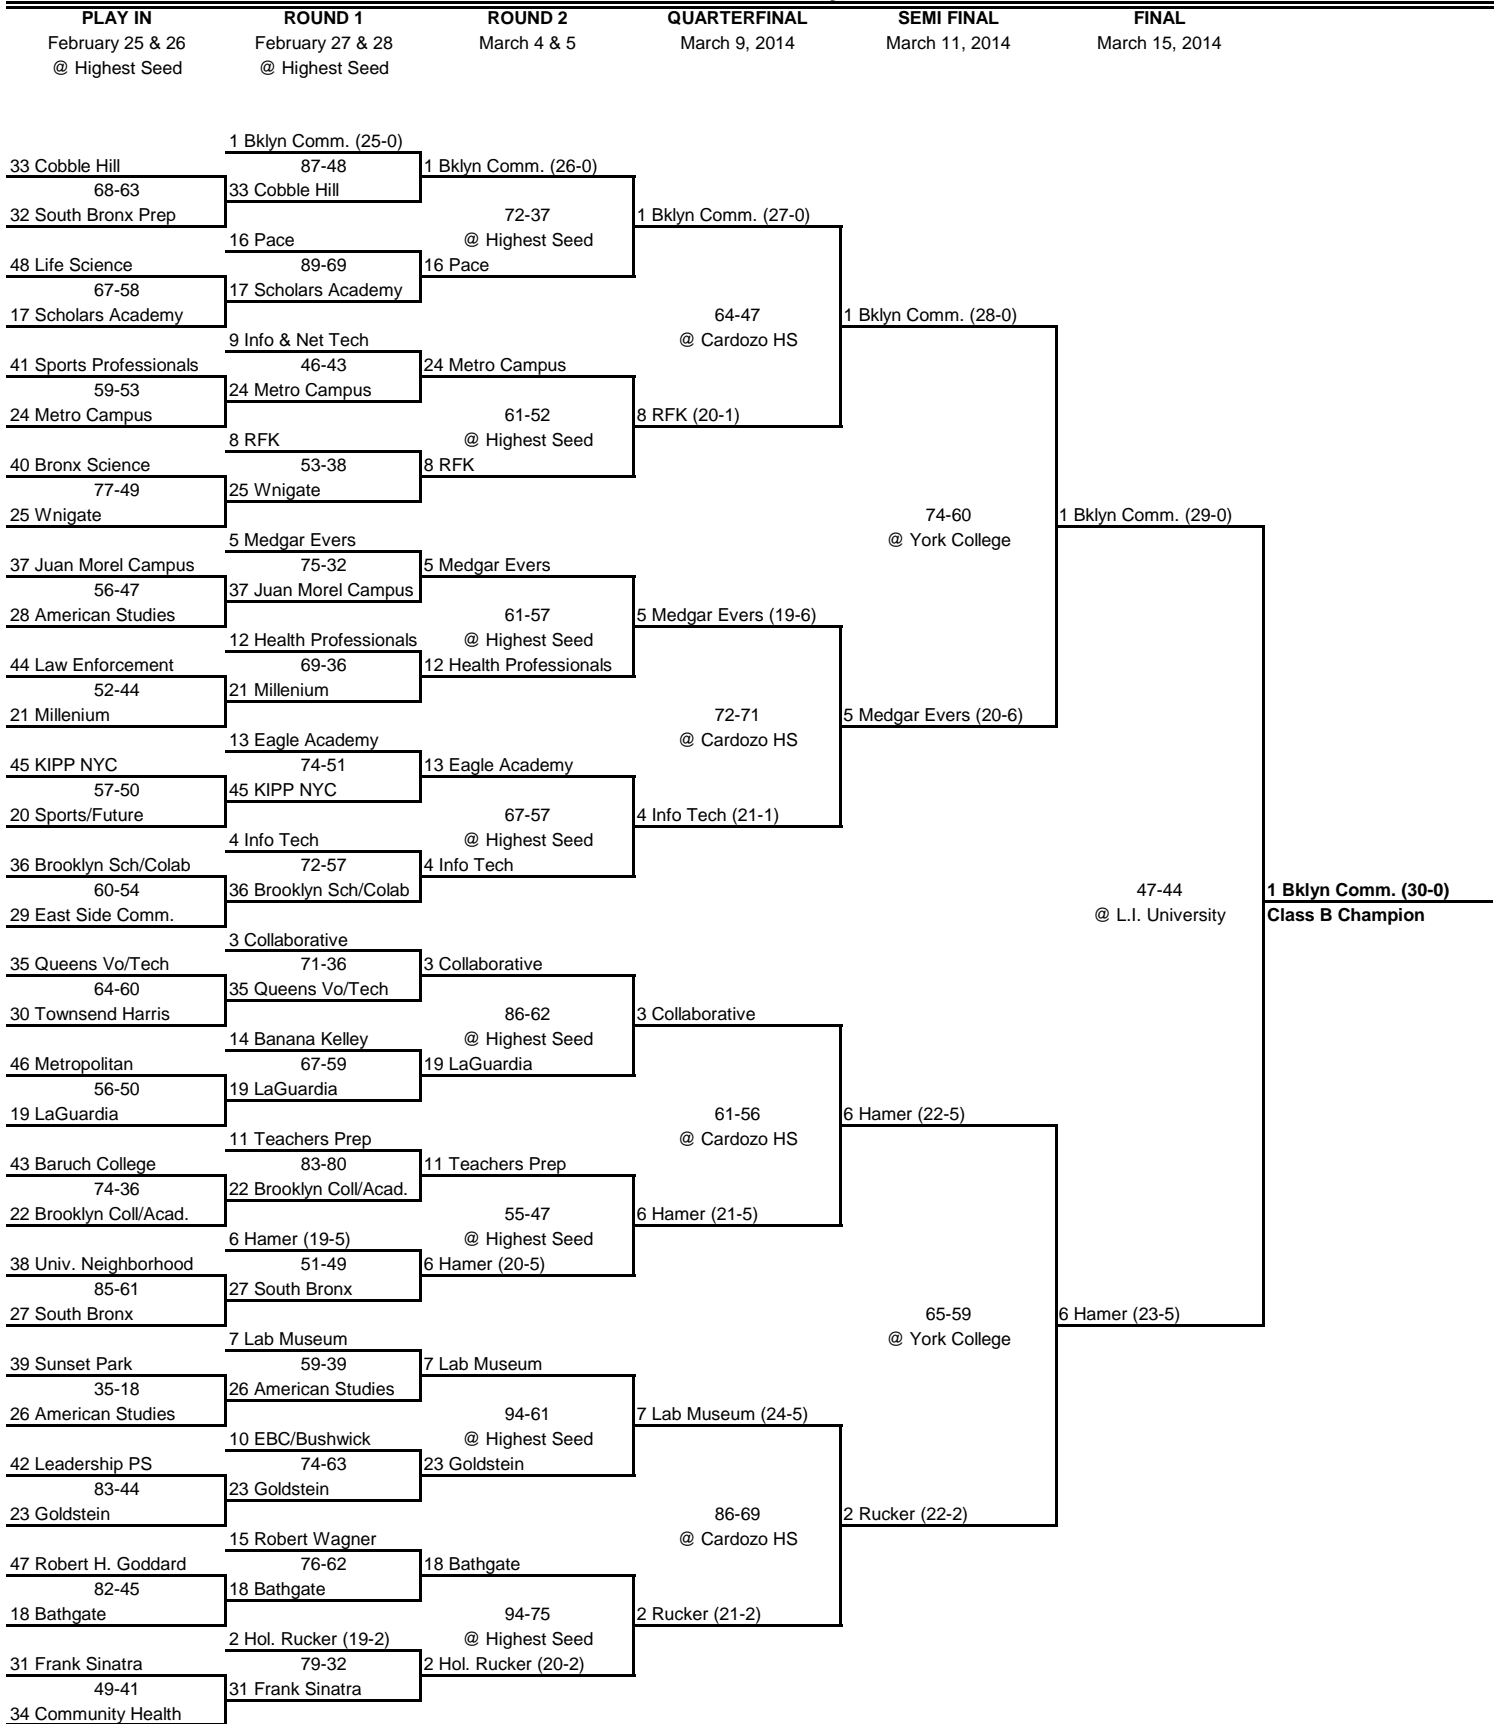 PLAY IN ROUND 1 ROUND 2 QUARTERFINAL SEMI FINAL FINAL
February 25 & 26 February 27 & 28 March 4 & 5 March 9, 2014 March 11, 2014 March 15, 2014
@ Highest Seed @ Highest Seed
1 Bklyn Comm. (25-0)
33 Cobble Hill 87-48 1 Bklyn Comm. (26-0)
68-63 33 Cobble Hill
32 South Bronx Prep 72-37 1 Bklyn Comm. (27-0)
16 Pace @ Highest Seed
48 Life Science 89-69 16 Pace
67-58 17 Scholars Academy
17 Scholars Academy 64-47 1 Bklyn Comm. (28-0)
9 Info & Net Tech @ Cardozo HS
41 Sports Professionals 46-43 24 Metro Campus
59-53 24 Metro Campus
24 Metro Campus 61-52 8 RFK (20-1)
8 RFK @ Highest Seed
40 Bronx Science 53-38 8 RFK
77-49 25 Wnigate
25 Wnigate 74-60 1 Bklyn Comm. (29-0)
5 Medgar Evers @ York College
37 Juan Morel Campus 75-32 5 Medgar Evers
56-47 37 Juan Morel Campus
28 American Studies 61-57 5 Medgar Evers (19-6)
12 Health Professionals @ Highest Seed
44 Law Enforcement 69-36 12 Health Professionals
52-44 21 Millenium
21 Millenium 72-71 5 Medgar Evers (20-6)
13 Eagle Academy @ Cardozo HS
45 KIPP NYC 74-51 13 Eagle Academy
57-50 45 KIPP NYC
20 Sports/Future 67-57 4 Info Tech (21-1)
4 Info Tech @ Highest Seed
36 Brooklyn Sch/Colab 72-57 4 Info Tech
60-54 36 Brooklyn Sch/Colab 47-44 1 Bklyn Comm. (30-0)
29 East Side Comm. @ L.I. University Class B Champion
3 Collaborative
35 Queens Vo/Tech 71-36 3 Collaborative
64-60 35 Queens Vo/Tech
30 Townsend Harris 86-62 3 Collaborative
14 Banana Kelley @ Highest Seed
46 Metropolitan 67-59 19 LaGuardia
56-50 19 LaGuardia
19 LaGuardia 61-56 6 Hamer (22-5)
11 Teachers Prep @ Cardozo HS
43 Baruch College 83-80 11 Teachers Prep
74-36 22 Brooklyn Coll/Acad.
22 Brooklyn Coll/Acad. 55-47 6 Hamer (21-5)
6 Hamer (19-5) @ Highest Seed
38 Univ. Neighborhood 51-49 6 Hamer (20-5)
85-61 27 South Bronx
27 South Bronx 65-59 6 Hamer (23-5)
7 Lab Museum @ York College
39 Sunset Park 59-39 7 Lab Museum
35-18 26 American Studies
26 American Studies 94-61 7 Lab Museum (24-5)
10 EBC/Bushwick @ Highest Seed
42 Leadership PS 74-63 23 Goldstein
83-44 23 Goldstein
23 Goldstein 86-69 2 Rucker (22-2)
15 Robert Wagner @ Cardozo HS
47 Robert H. Goddard 76-62 18 Bathgate
82-45 18 Bathgate
18 Bathgate 94-75 2 Rucker (21-2)
2 Hol. Rucker (19-2) @ Highest Seed
31 Frank Sinatra 79-32 2 Hol. Rucker (20-2)
49-41 31 Frank Sinatra
34 Community Health